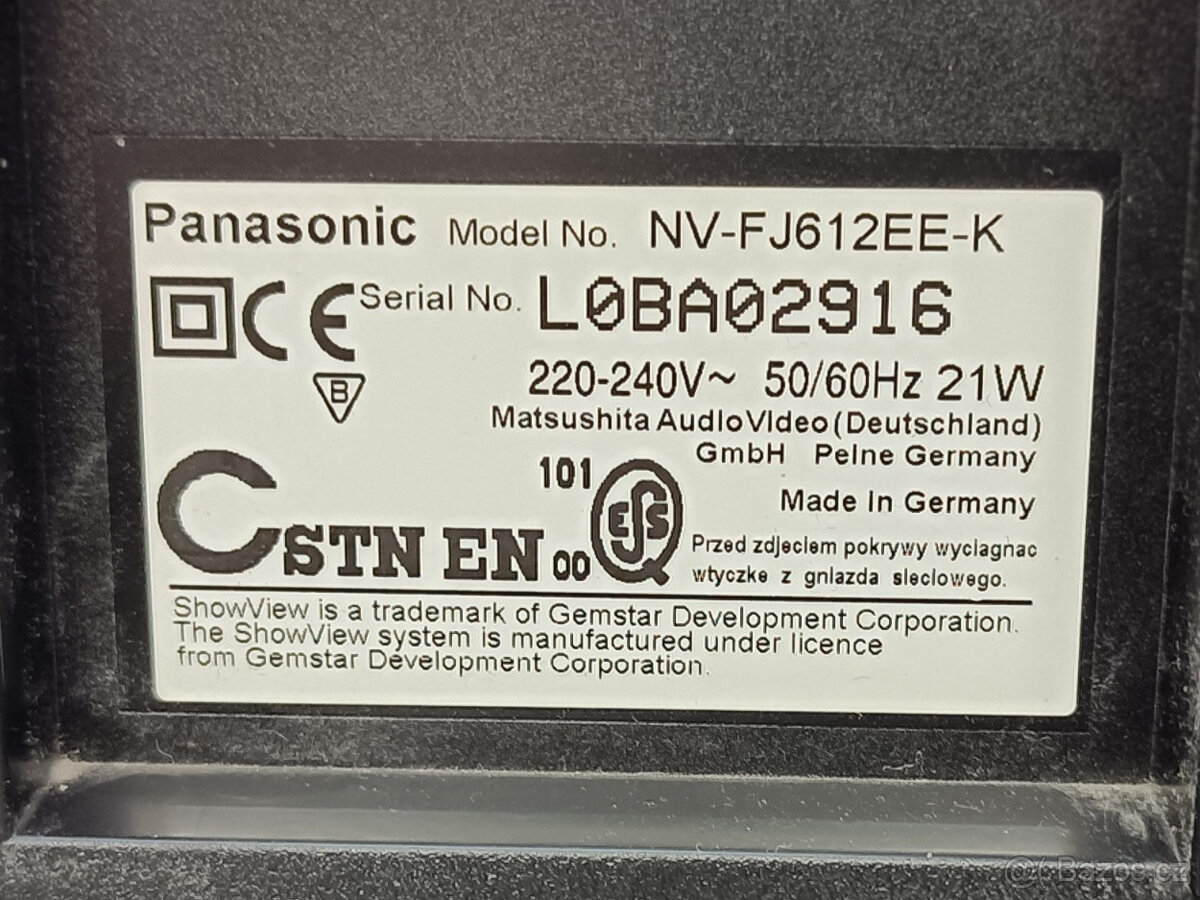 Panasonic Model No. NV-FJ612EE-K
CE Serial No. L0BA02916
B
220-240V~ 50/60Hz 21W
Matsushita AudioVideo (Deutschland)
GmbH Peine Germany
Made in Germany
101
ESS
CSTN EN 00
Przed zdjeciem pokrywy wyciagnac
wtyczke z gniazda sieciowego.
ShowView is a trademark of Gemstar Development Corporation.
The ShowView system is manufactured under licence
from Gemstar Development Corporation.
Bazos.cz